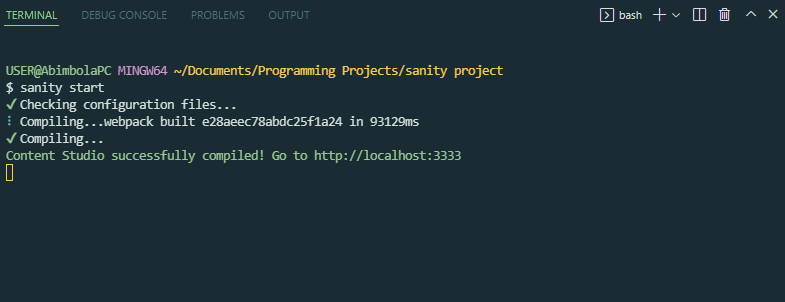 TERMINAL DEBUG CONSOLE PROBLEMS OUTPUT bash
USER@AbimbolaPC MINGW64 ~/Documents/Programming Projects/sanity project
$ sanity start
✓ Checking configuration files...
⠇ Compiling...webpack built e28aeec78abdc25f1a24 in 93129ms
✓ Compiling...
Content Studio successfully compiled! Go to http://localhost:3333